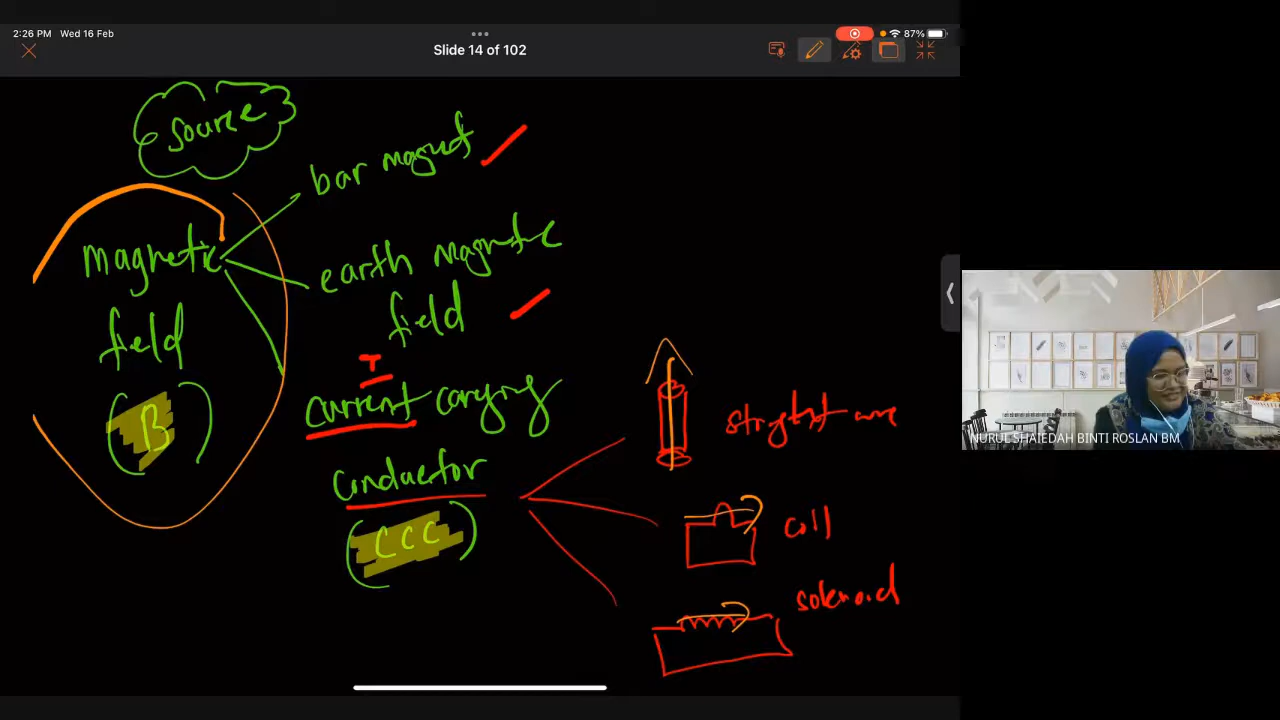 2:26 PM Wed 16 Feb
87%
Slide 14 of 102
source
bar magnet
magnetic
field
(B)
earth magnetic
field
I
current carrying
conductor
(CCC)
straight wire
coil
solenoid
NURUL SHAIEDAH BINTI ROSLAN BM